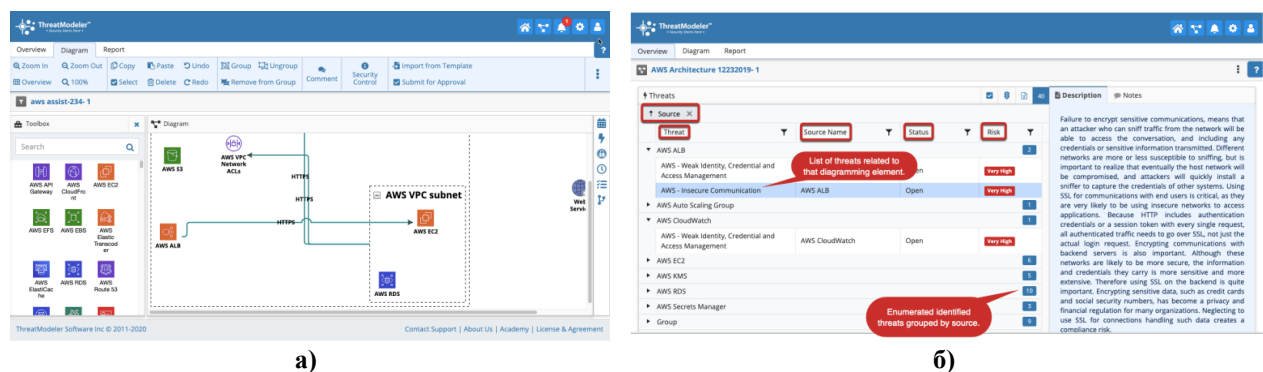 ThreatModeler™
Overview Diagram Report
Zoom In Zoom Out Copy Paste Undo Group Ungroup Comment Security Control Import from Template
Overview 100% Select Delete Redo Remove from Group Submit for Approval
aws assist-234- 1
Toolbox
Search
AWS API Gateway
AWS CloudFro nt
AWS EC2
AWS EFS
AWS EBS
AWS Elastic Transcod er
AWS ElastiCac he
AWS RDS
AWS Route 53
Diagram
AWS S3
AWS VPC Network ACLs
HTTPS
HTTPS
AWS VPC subnet
Web Servi
AWS ALB
HTTPS
AWS EC2
AWS RDS
ThreatModeler Software Inc © 2011-2020
Contact Support | About Us | Academy | License & Agreement
а)
ThreatModeler™
Overview Diagram Report
AWS Architecture 12232019- 1
Threats 40
Source
Threat Source Name Status Risk
AWS ALB 2
AWS - Weak Identity, Credential and Access Management Very High
AWS - Insecure Communication AWS ALB Open Very High
List of threats related to that diagramming element.
AWS Auto Scaling Group 1
AWS CloudWatch 1
AWS - Weak Identity, Credential and Access Management AWS CloudWatch Open Very High
AWS EC2 6
AWS KMS 5
AWS RDS 10
AWS Secrets Manager 3
Group 9
Enumerated identified threats grouped by source.
Description Notes
Failure to encrypt sensitive communications, means that
an attacker who can sniff traffic from the network will be
able to access the conversation, and including any
credentials or sensitive information transmitted. Different
networks are more or less susceptible to sniffing, but is
important to realize that eventually the host network will
be compromised, and attackers will quickly install a
sniffer to capture the credentials of other systems. Using
SSL for communications with end users is critical, as they
are very likely to be using insecure networks to access
applications. Because HTTP includes authentication
credentials or a session token with every single request,
all authenticated traffic needs to go over SSL, not just the
actual login request. Encrypting communications with
backend servers is also important. Although these
networks are likely to be more secure, the information
and credentials they carry is more sensitive and more
extensive. Therefore using SSL on the backend is quite
important. Encrypting sensitive data, such as credit cards
and social security numbers, has become a privacy and
financial regulation for many organizations. Neglecting to
use SSL for connections handling such data creates a
compliance risk.
б)